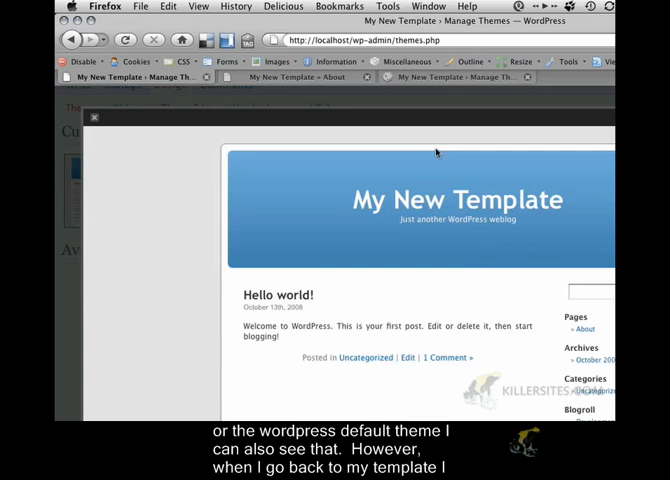 Firefox File Edit View History Delicious Bookmarks Tools Window Help
My New Template › Manage Themes — WordPress
http://localhost/wp-admin/themes.php
Disable Cookies CSS Forms Images Information Miscellaneous Outline Resize Tools
My New Template › Manage Th... My New Template » About My New Template › Manage Th...
My New Template
Just another WordPress weblog
Hello world!
October 13th, 2008
Welcome to WordPress. This is your first post. Edit or delete it, then start
blogging!
Posted in Uncategorized | Edit | 1 Comment »
Pages
» About
Archives
» October 200
Categories
Blogroll
KILLERSITES.COM
or the wordpress default theme I
can also see that. However,
when I go back to my template I